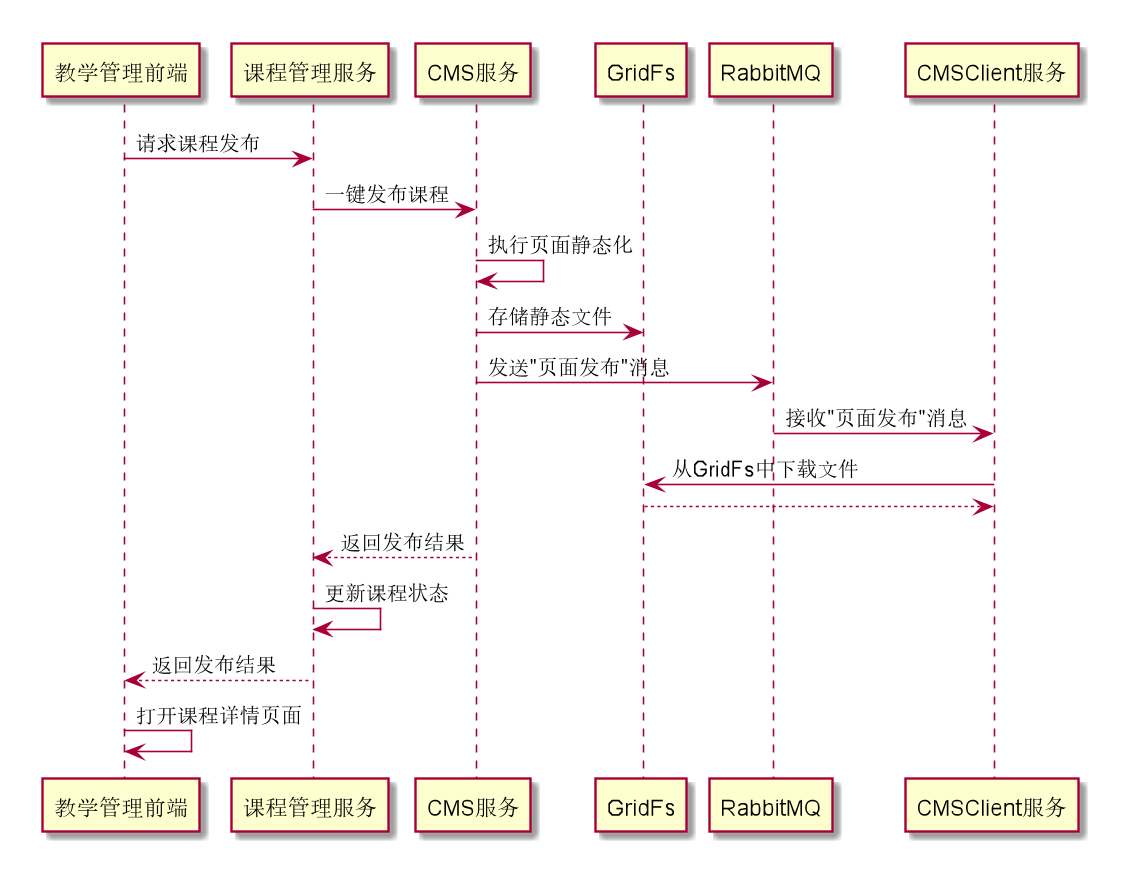 教学管理前端 课程管理服务 CMS服务 GridFs RabbitMQ CMSClient服务
请求课程发布
一键发布课程
执行页面静态化
存储静态文件
发送"页面发布"消息
接收"页面发布"消息
从GridFs中下载文件
返回发布结果
更新课程状态
返回发布结果
打开课程详情页面
教学管理前端 课程管理服务 CMS服务 GridFs RabbitMQ CMSClient服务